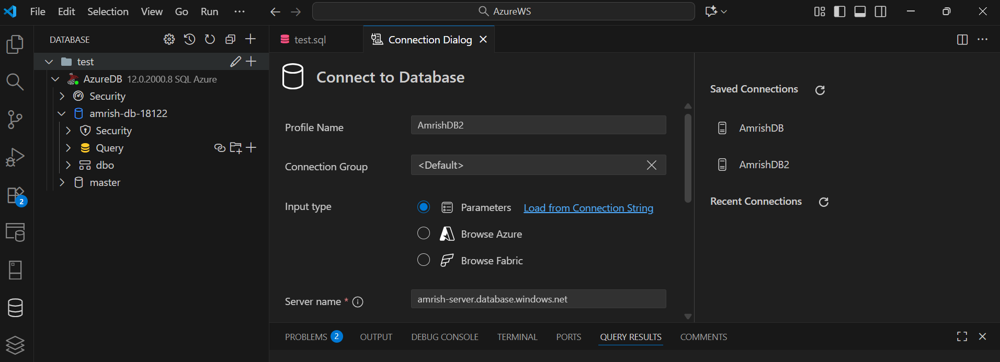 File Edit Selection View Go Run ··· AzureWS
DATABASE
test
AzureDB 12.0.2000.8 SQL Azure
Security
amrish-db-18122
Security
Query
dbo
master
2
test.sql
Connection Dialog
Connect to Database
Profile Name
AmrishDB2
Connection Group
<Default>
Input type
Parameters Load from Connection String
Browse Azure
Browse Fabric
Server name *
amrish-server.database.windows.net
Saved Connections
AmrishDB
AmrishDB2
Recent Connections
PROBLEMS 2 OUTPUT DEBUG CONSOLE TERMINAL PORTS QUERY RESULTS COMMENTS